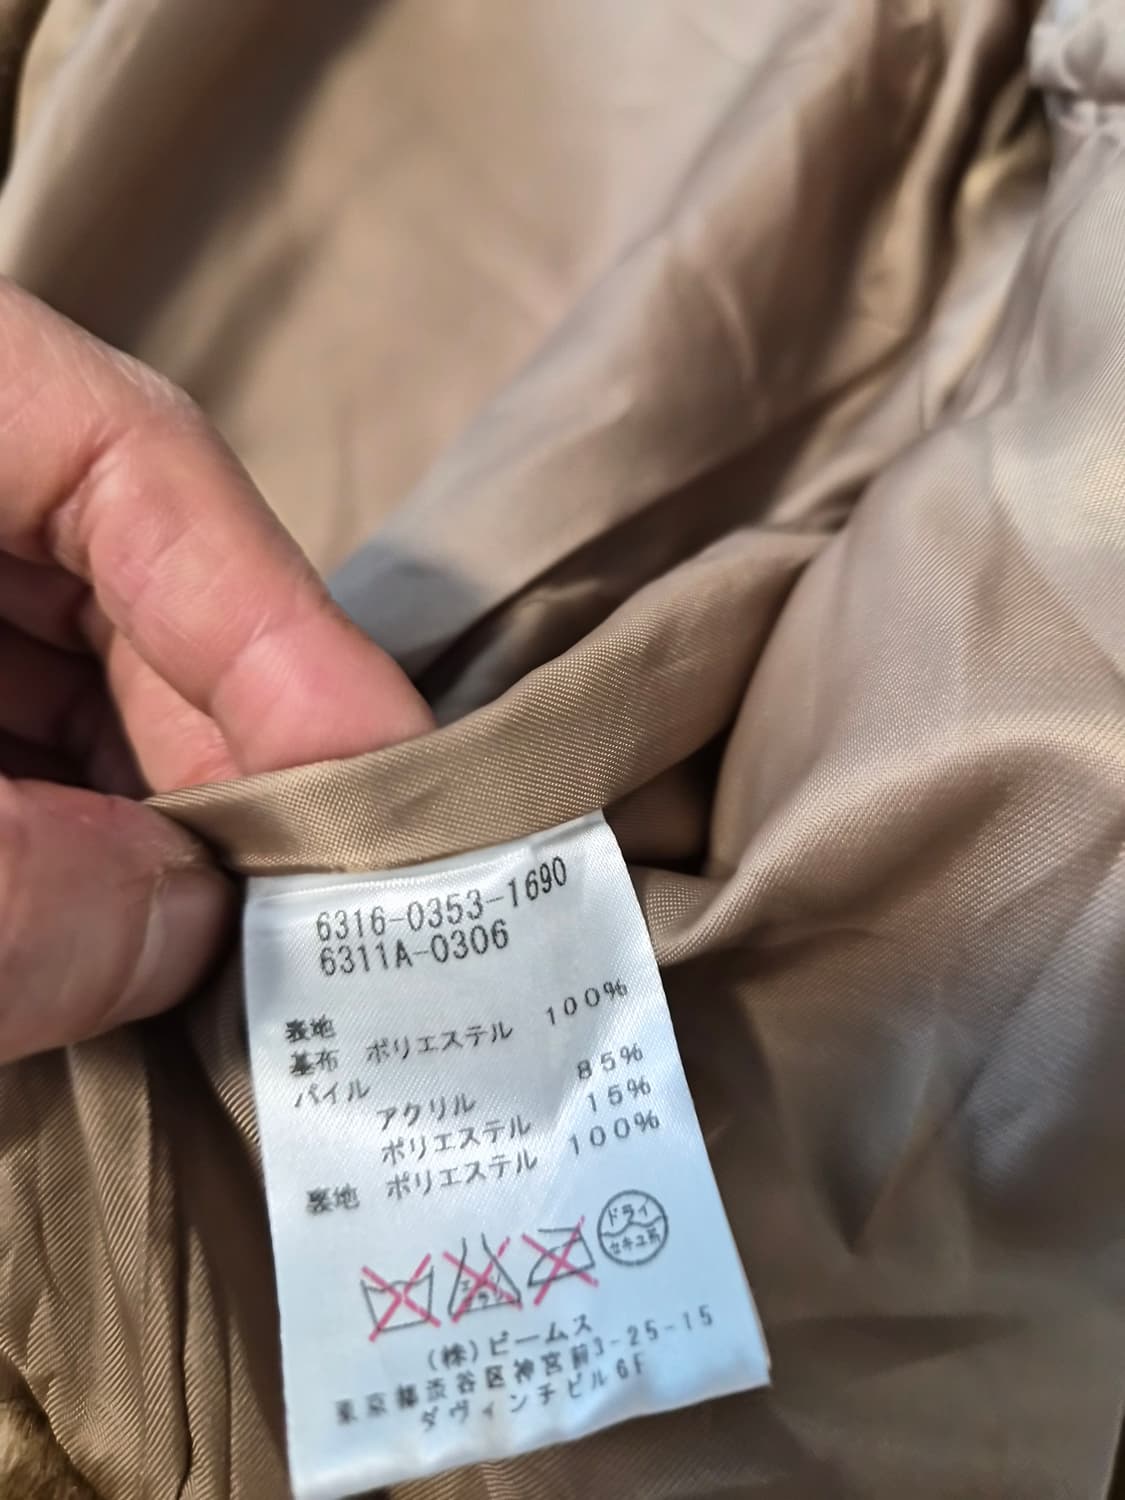 6316-0353-1690
6311A-0306
表地
基布 ポリエステル 100%
パイル
アクリル 85%
ポリエステル 15%
裏地 ポリエステル 100%
エンソ
ドライ
セキユ系
(株)ビームス
東京都渋谷区神宮前3-25-15
ダヴィンチビル6F